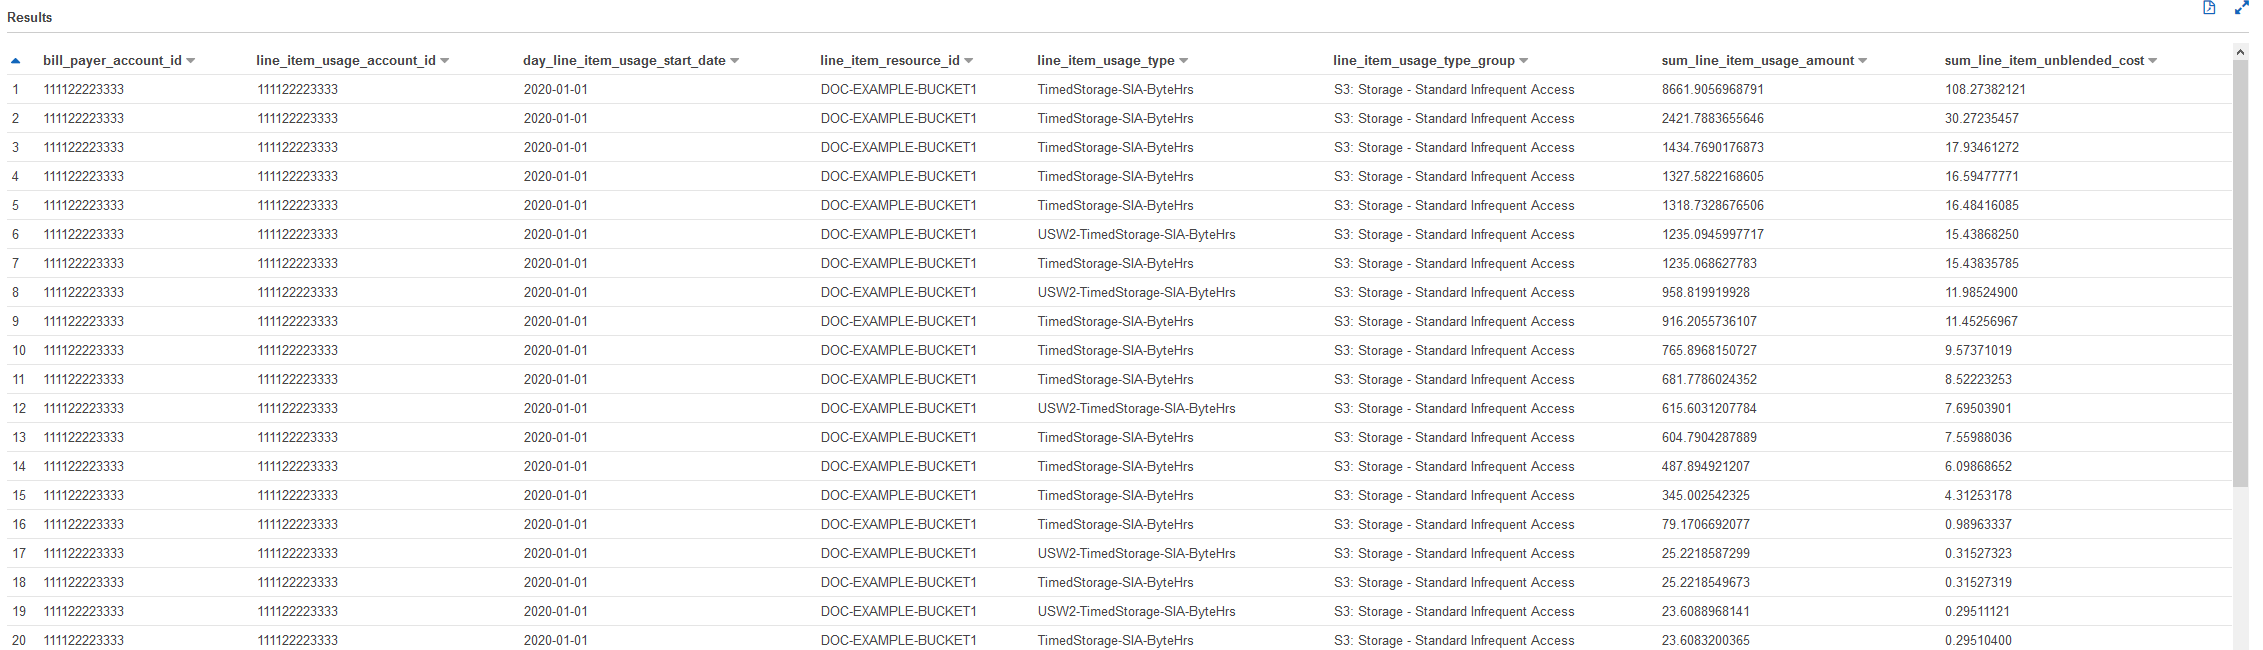 Results
bill_payer_account_id line_item_usage_account_id day_line_item_usage_start_date line_item_resource_id line_item_usage_type line_item_usage_type_group sum_line_item_usage_amount sum_line_item_unblended_cost
1 111122223333 111122223333 2020-01-01 DOC-EXAMPLE-BUCKET1 TimedStorage-SIA-ByteHrs S3: Storage - Standard Infrequent Access 8661.9056968791 108.27382121
2 111122223333 111122223333 2020-01-01 DOC-EXAMPLE-BUCKET1 TimedStorage-SIA-ByteHrs S3: Storage - Standard Infrequent Access 2421.7883655646 30.27235457
3 111122223333 111122223333 2020-01-01 DOC-EXAMPLE-BUCKET1 TimedStorage-SIA-ByteHrs S3: Storage - Standard Infrequent Access 1434.7690176873 17.93461272
4 111122223333 111122223333 2020-01-01 DOC-EXAMPLE-BUCKET1 TimedStorage-SIA-ByteHrs S3: Storage - Standard Infrequent Access 1327.5822168605 16.59477771
5 111122223333 111122223333 2020-01-01 DOC-EXAMPLE-BUCKET1 TimedStorage-SIA-ByteHrs S3: Storage - Standard Infrequent Access 1318.7328676506 16.48416085
6 111122223333 111122223333 2020-01-01 DOC-EXAMPLE-BUCKET1 USW2-TimedStorage-SIA-ByteHrs S3: Storage - Standard Infrequent Access 1235.0945997717 15.43868250
7 111122223333 111122223333 2020-01-01 DOC-EXAMPLE-BUCKET1 TimedStorage-SIA-ByteHrs S3: Storage - Standard Infrequent Access 1235.068627783 15.43835785
8 111122223333 111122223333 2020-01-01 DOC-EXAMPLE-BUCKET1 USW2-TimedStorage-SIA-ByteHrs S3: Storage - Standard Infrequent Access 958.819919928 11.98524900
9 111122223333 111122223333 2020-01-01 DOC-EXAMPLE-BUCKET1 TimedStorage-SIA-ByteHrs S3: Storage - Standard Infrequent Access 916.2055736107 11.45256967
10 111122223333 111122223333 2020-01-01 DOC-EXAMPLE-BUCKET1 TimedStorage-SIA-ByteHrs S3: Storage - Standard Infrequent Access 765.8968150727 9.57371019
11 111122223333 111122223333 2020-01-01 DOC-EXAMPLE-BUCKET1 TimedStorage-SIA-ByteHrs S3: Storage - Standard Infrequent Access 681.7786024352 8.52223253
12 111122223333 111122223333 2020-01-01 DOC-EXAMPLE-BUCKET1 USW2-TimedStorage-SIA-ByteHrs S3: Storage - Standard Infrequent Access 615.6031207784 7.69503901
13 111122223333 111122223333 2020-01-01 DOC-EXAMPLE-BUCKET1 TimedStorage-SIA-ByteHrs S3: Storage - Standard Infrequent Access 604.7904287889 7.55988036
14 111122223333 111122223333 2020-01-01 DOC-EXAMPLE-BUCKET1 TimedStorage-SIA-ByteHrs S3: Storage - Standard Infrequent Access 487.894921207 6.09868652
15 111122223333 111122223333 2020-01-01 DOC-EXAMPLE-BUCKET1 TimedStorage-SIA-ByteHrs S3: Storage - Standard Infrequent Access 345.002542325 4.31253178
16 111122223333 111122223333 2020-01-01 DOC-EXAMPLE-BUCKET1 TimedStorage-SIA-ByteHrs S3: Storage - Standard Infrequent Access 79.1706692077 0.98963337
17 111122223333 111122223333 2020-01-01 DOC-EXAMPLE-BUCKET1 USW2-TimedStorage-SIA-ByteHrs S3: Storage - Standard Infrequent Access 25.2218587299 0.31527323
18 111122223333 111122223333 2020-01-01 DOC-EXAMPLE-BUCKET1 TimedStorage-SIA-ByteHrs S3: Storage - Standard Infrequent Access 25.2218549673 0.31527319
19 111122223333 111122223333 2020-01-01 DOC-EXAMPLE-BUCKET1 USW2-TimedStorage-SIA-ByteHrs S3: Storage - Standard Infrequent Access 23.6088968141 0.29511121
20 111122223333 111122223333 2020-01-01 DOC-EXAMPLE-BUCKET1 TimedStorage-SIA-ByteHrs S3: Storage - Standard Infrequent Access 23.6083200365 0.29510400